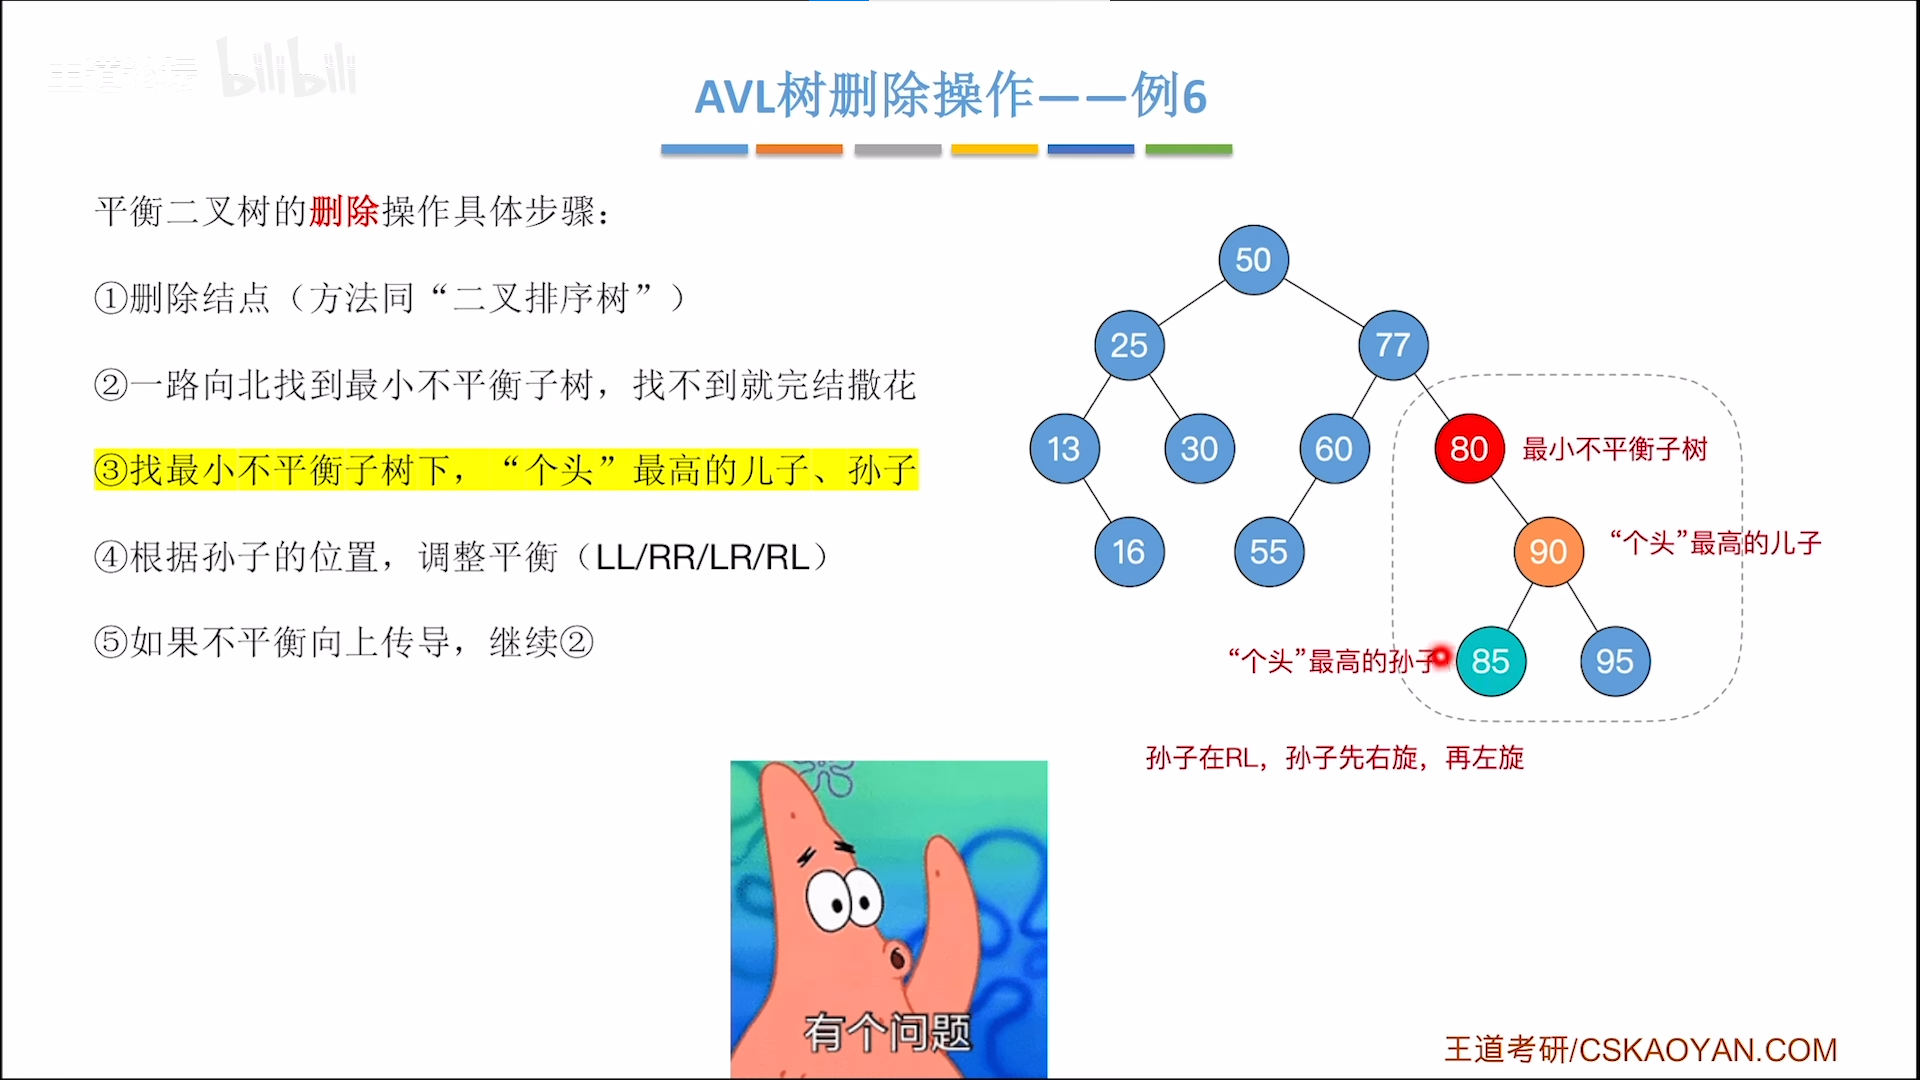 王道论坛 bilibili
AVL树删除操作——例6
平衡二叉树的删除操作具体步骤：
①删除结点（方法同“二叉排序树”）
②一路向北找到最小不平衡子树，找不到就完结撒花
③找最小不平衡子树下，“个头”最高的儿子、孙子
④根据孙子的位置，调整平衡（LL/RR/LR/RL）
⑤如果不平衡向上传导，继续②
50
25
77
13
30
60
80
最小不平衡子树
16
55
90
“个头”最高的儿子
“个头”最高的孙子
85
95
孙子在RL，孙子先右旋，再左旋
有个问题
王道考研/CSKAOYAN.COM